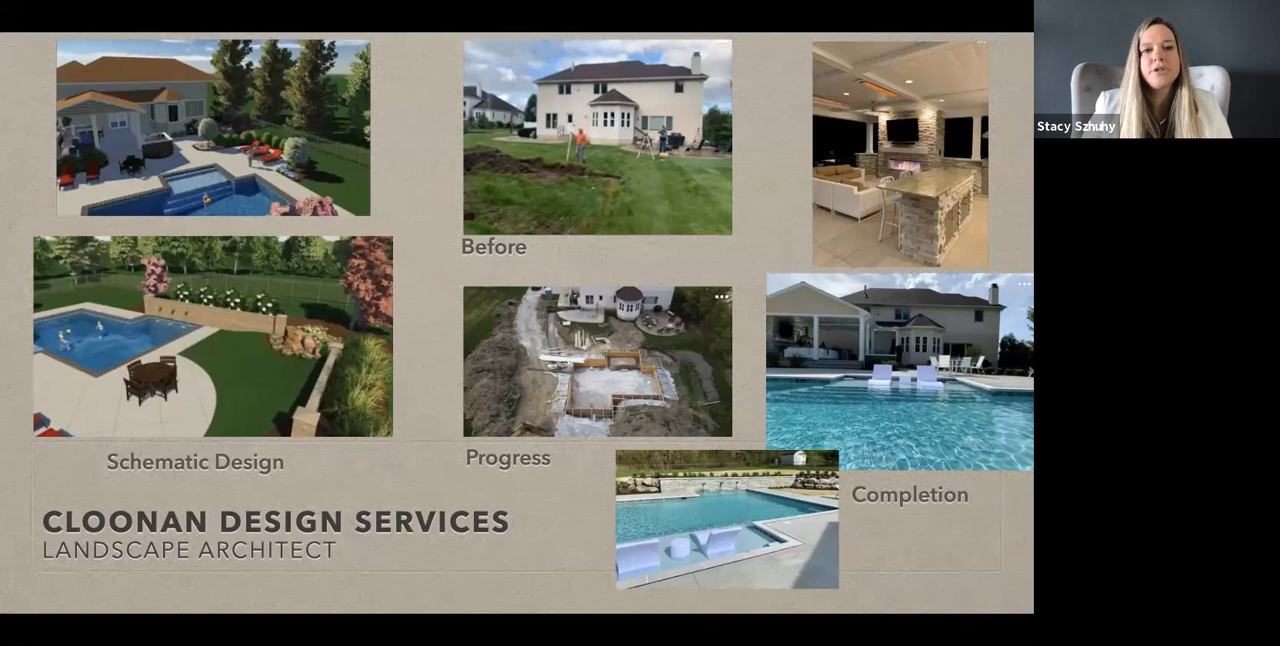 Before
Schematic Design
Progress
Completion
CLOONAN DESIGN SERVICES
LANDSCAPE ARCHITECT
Stacy Szhuhy